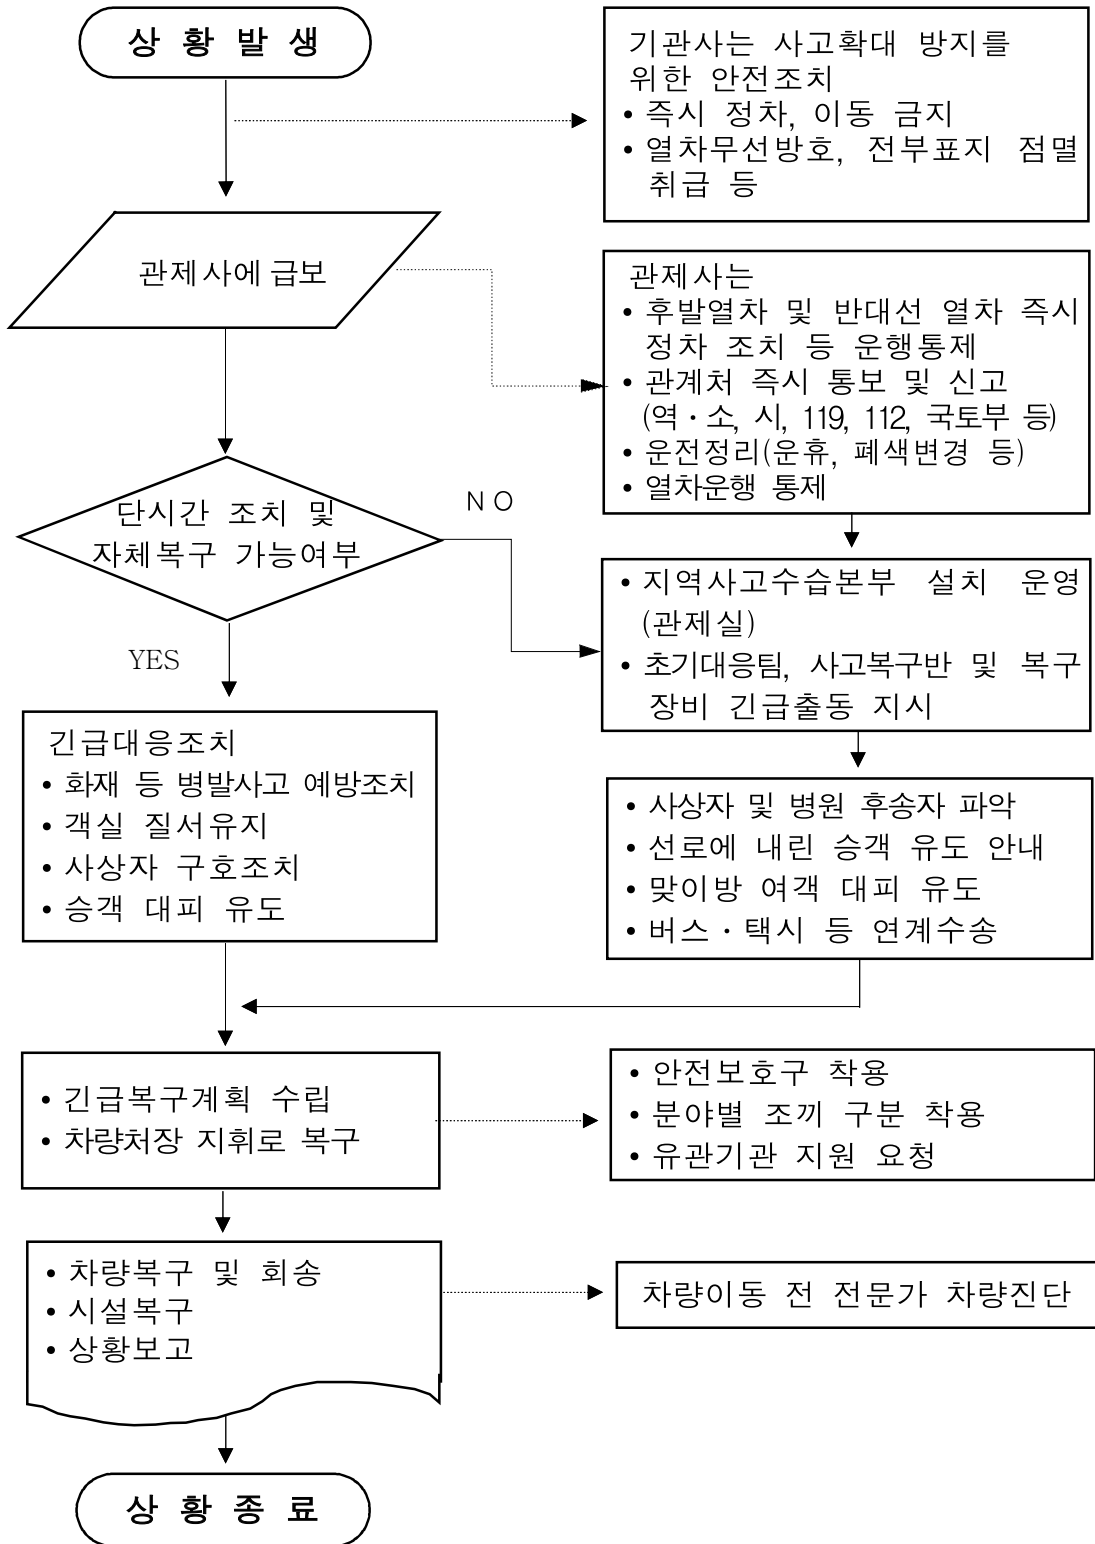 상 황 발 생
기관사는 사고확대 방지를
위한 안전조치
• 즉시 정차, 이동 금지
• 열차무선방호, 전부표지 점멸
취급 등
관제사에 급보
관제사는
• 후발열차 및 반대선 열차 즉시
정차 조치 등 운행통제
• 관계처 즉시 통보 및 신고
(역·소, 시, 119, 112, 국토부 등)
• 운전정리(운휴, 폐색변경 등)
• 열차운행 통제
단시간 조치 및
자체복구 가능여부
NO
YES
• 지역사고수습본부 설치 운영
(관제실)
• 초기대응팀, 사고복구반 및 복구
장비 긴급출동 지시
긴급대응조치
• 화재 등 병발사고 예방조치
• 객실 질서유지
• 사상자 구호조치
• 승객 대피 유도
• 사상자 및 병원 후송자 파악
• 선로에 내린 승객 유도 안내
• 맞이방 여객 대피 유도
• 버스·택시 등 연계수송
• 긴급복구계획 수립
• 차량처장 지휘로 복구
• 안전보호구 착용
• 분야별 조끼 구분 착용
• 유관기관 지원 요청
• 차량복구 및 회송
• 시설복구
• 상황보고
차량이동 전 전문가 차량진단
상 황 종 료